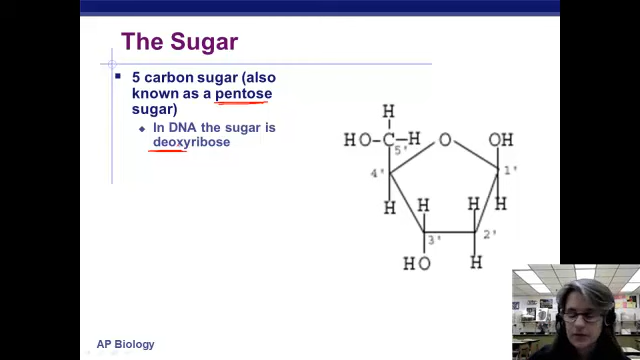 The Sugar
5 carbon sugar (also
known as a pentose
sugar)
In DNA the sugar is
deoxyribose
H
HO-C-H O OH
5'
4' 1'
H H H H
3' 2'
HO H
AP Biology